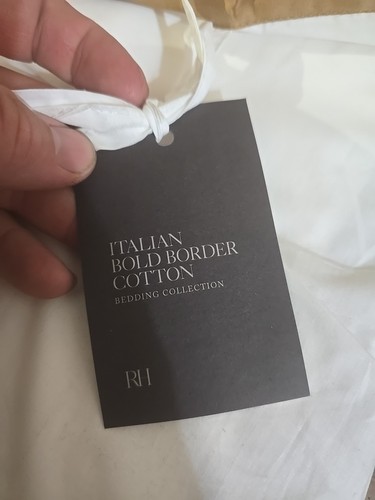 ITALIAN
BOLD BORDER
COTTON
BEDDING COLLECTION
RH